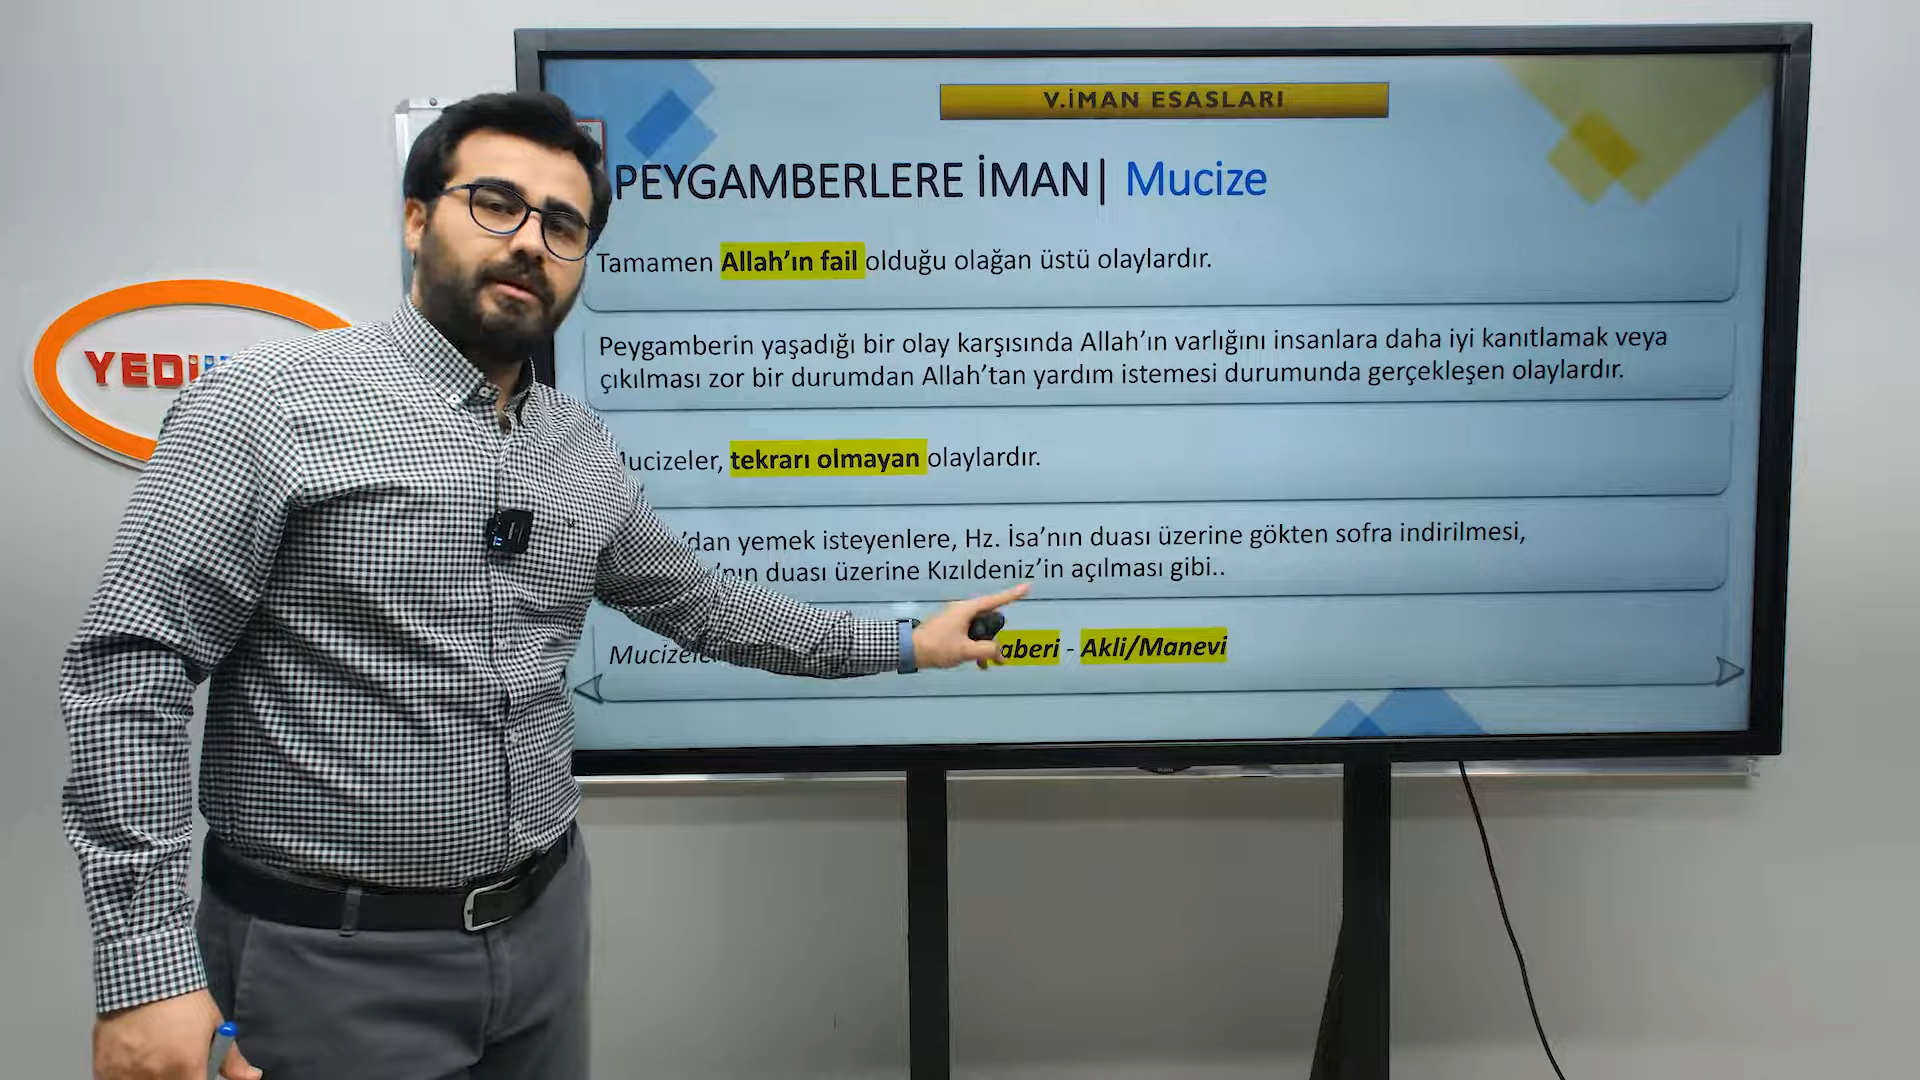 V.İMAN ESASLARI
PEYGAMBERLERE İMAN| Mucize
Tamamen Allah'ın fail olduğu olağan üstü olaylardır.
Peygamberin yaşadığı bir olay karşısında Allah'ın varlığını insanlara daha iyi kanıtlamak veya
çıkılması zor bir durumdan Allah'tan yardım istemesi durumunda gerçekleşen olaylardır.
ucizeler, tekrarı olmayan olaylardır.
'dan yemek isteyenlere, Hz. İsa'nın duası üzerine gökten sofra indirilmesi,
'nın duası üzerine Kızıldeniz'in açılması gibi..
Mucizele aberi - Akli/Manevi
YEDİ